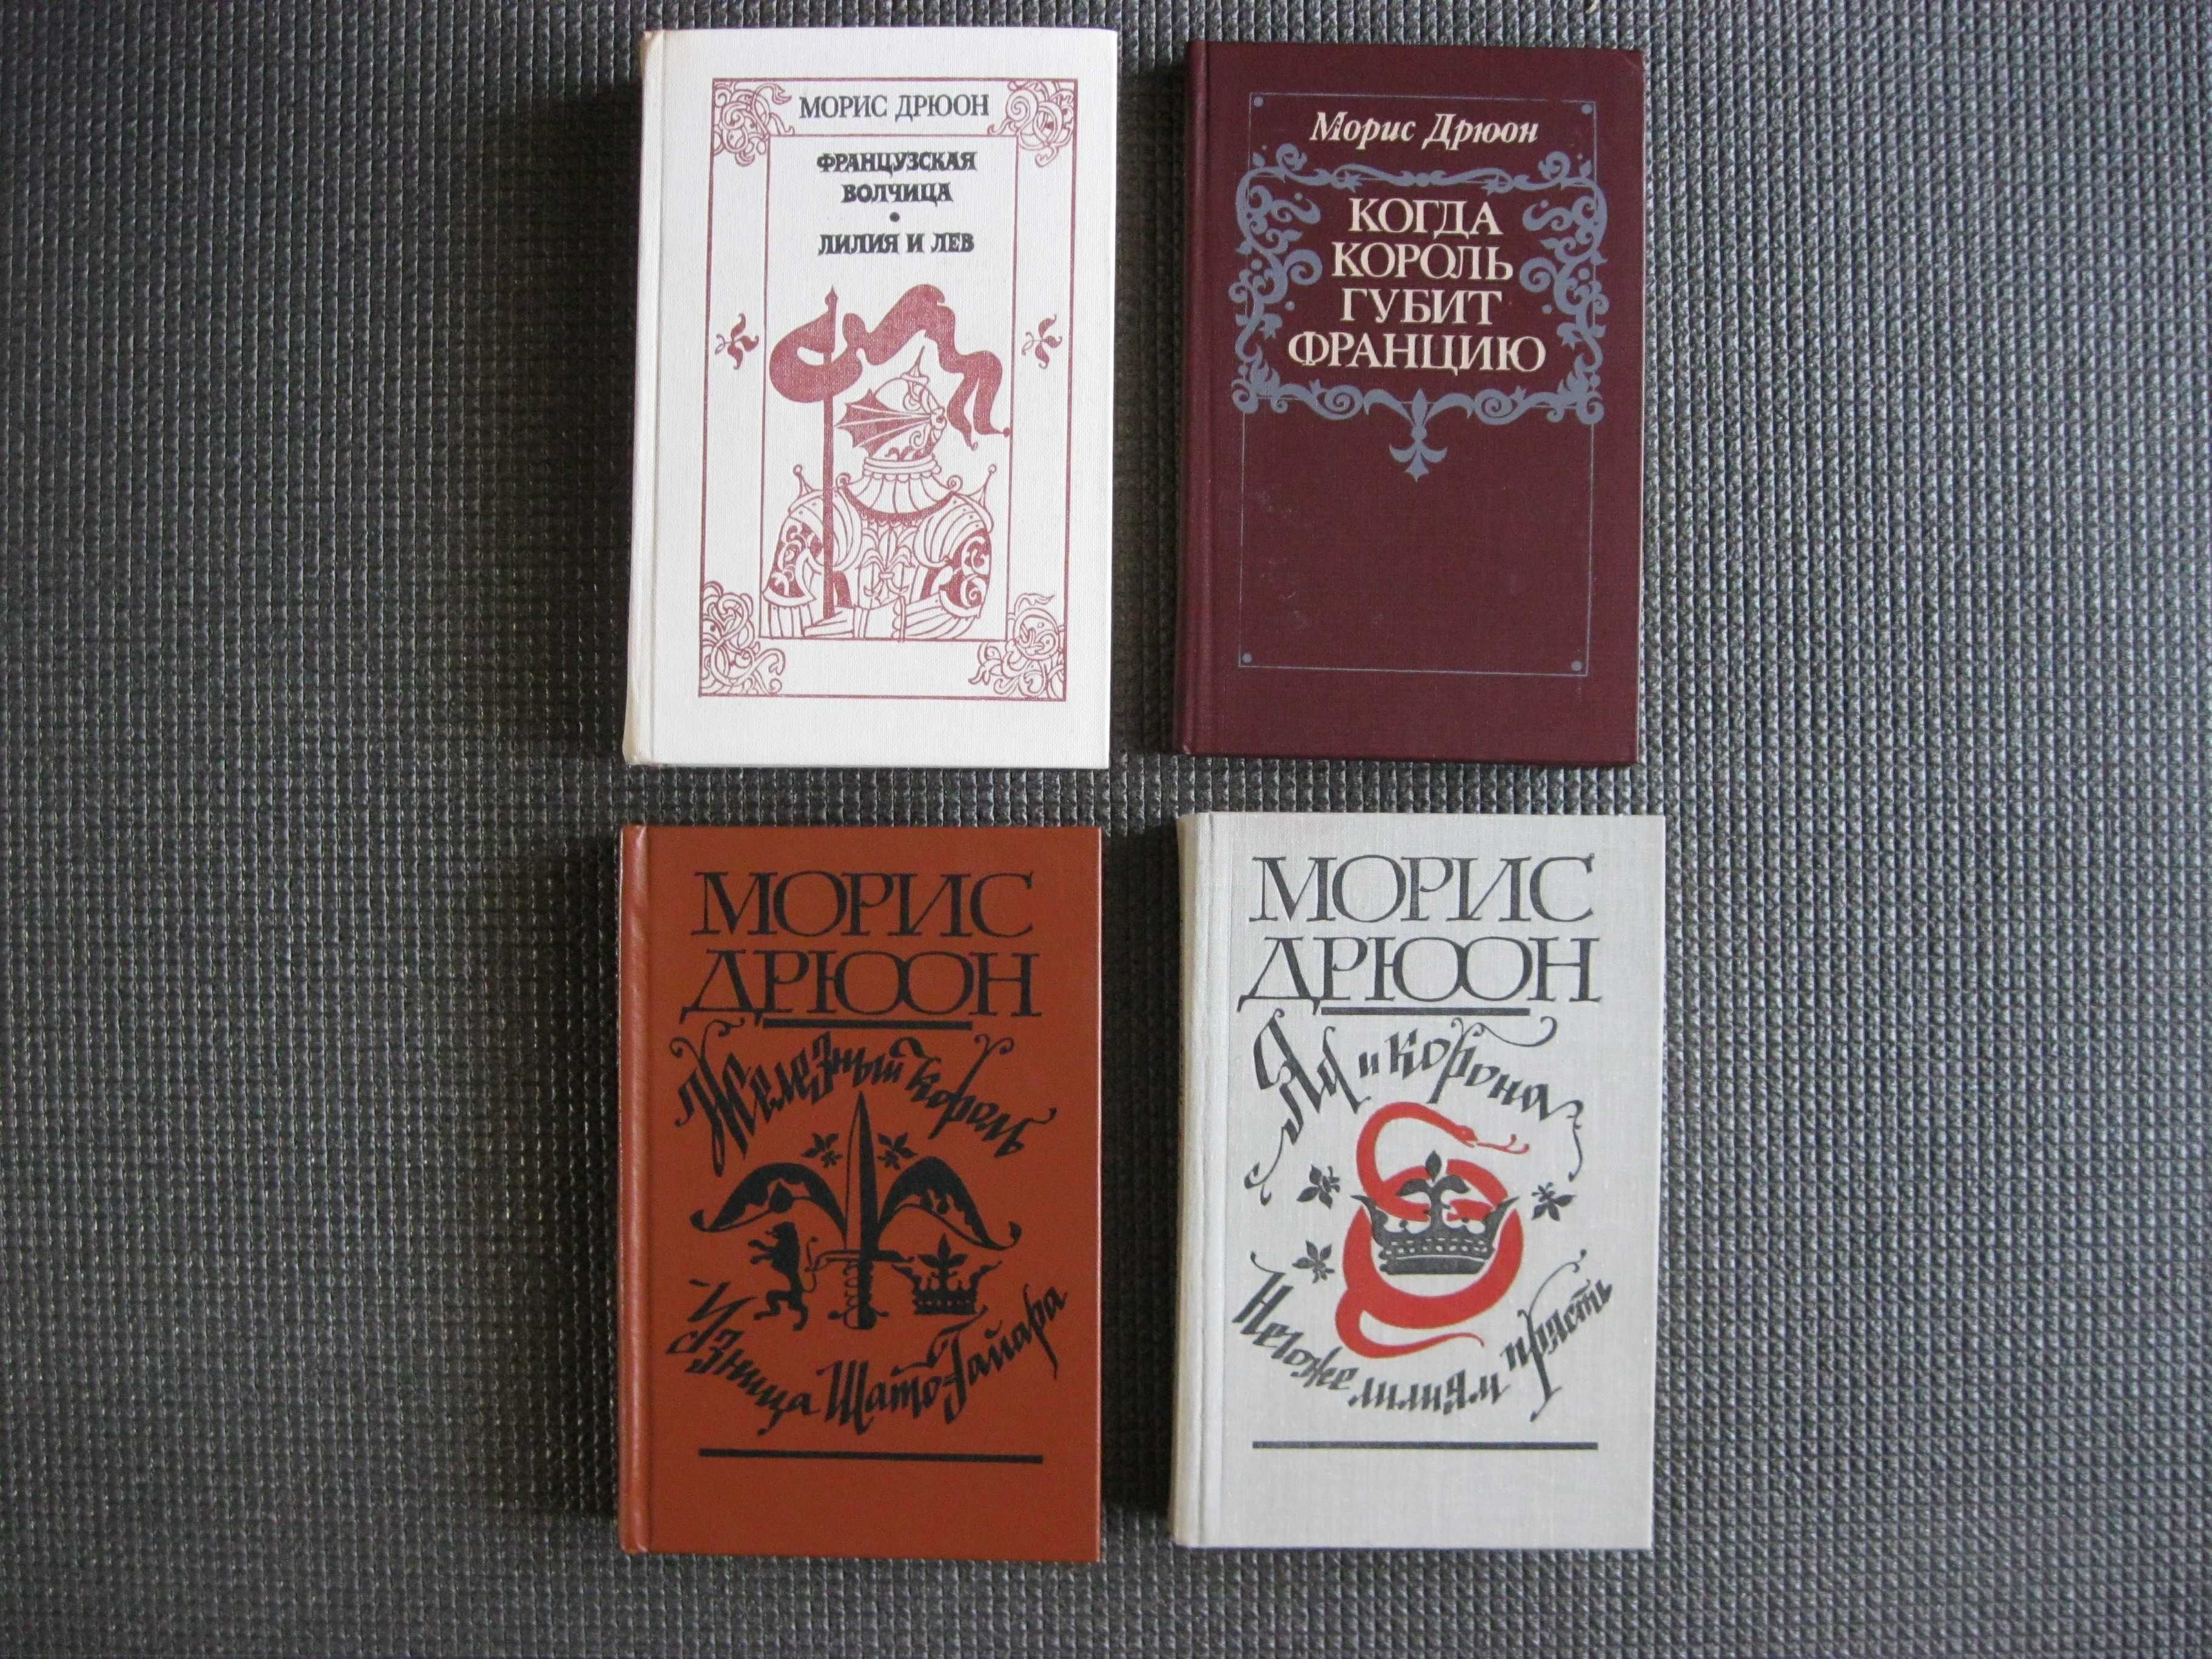 МОРИС ДРЮОН
ФРАНЦУЗСКАЯ
ВОЛЧИЦА
•
ЛИЛИЯ И ЛЕВ
Морис Дрюон
КОГДА
КОРОЛЬ
ГУБИТ
ФРАНЦИЮ
МОРИС
ДРЮОН
Железный король
Узница Шато-Гайара
МОРИС
ДРЮОН
Яд и корона
Негоже лилиям прясть